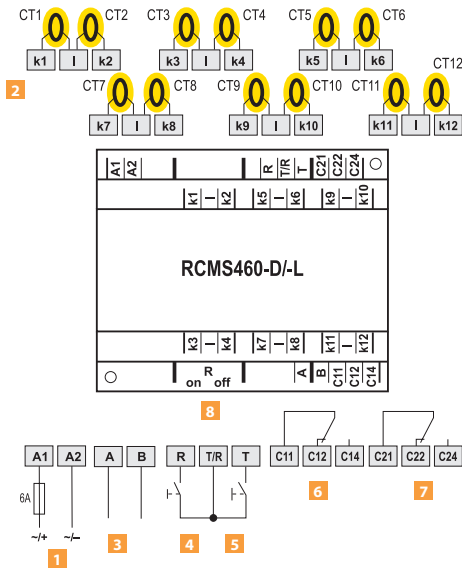 CT1 CT2 CT3 CT4 CT5 CT6
k1 l k2 k3 l k4 k5 l k6
2
CT7 CT8 CT9 CT10 CT11 CT12
k7 l k8 k9 l k10 k11 l k12
A1 A2 R T/R T C21 C22 C24
k1 l k2 k5 l k6 k9 l k10
RCMS460-D/-L
k3 l k4 k7 l k8 k11 l k12
R
on off
A B C11 C12 C14
8
A1 A2 A B R T/R T C11 C12 C14 C21 C22 C24
6A
6 7
~/+ ~/–
1 3 4 5